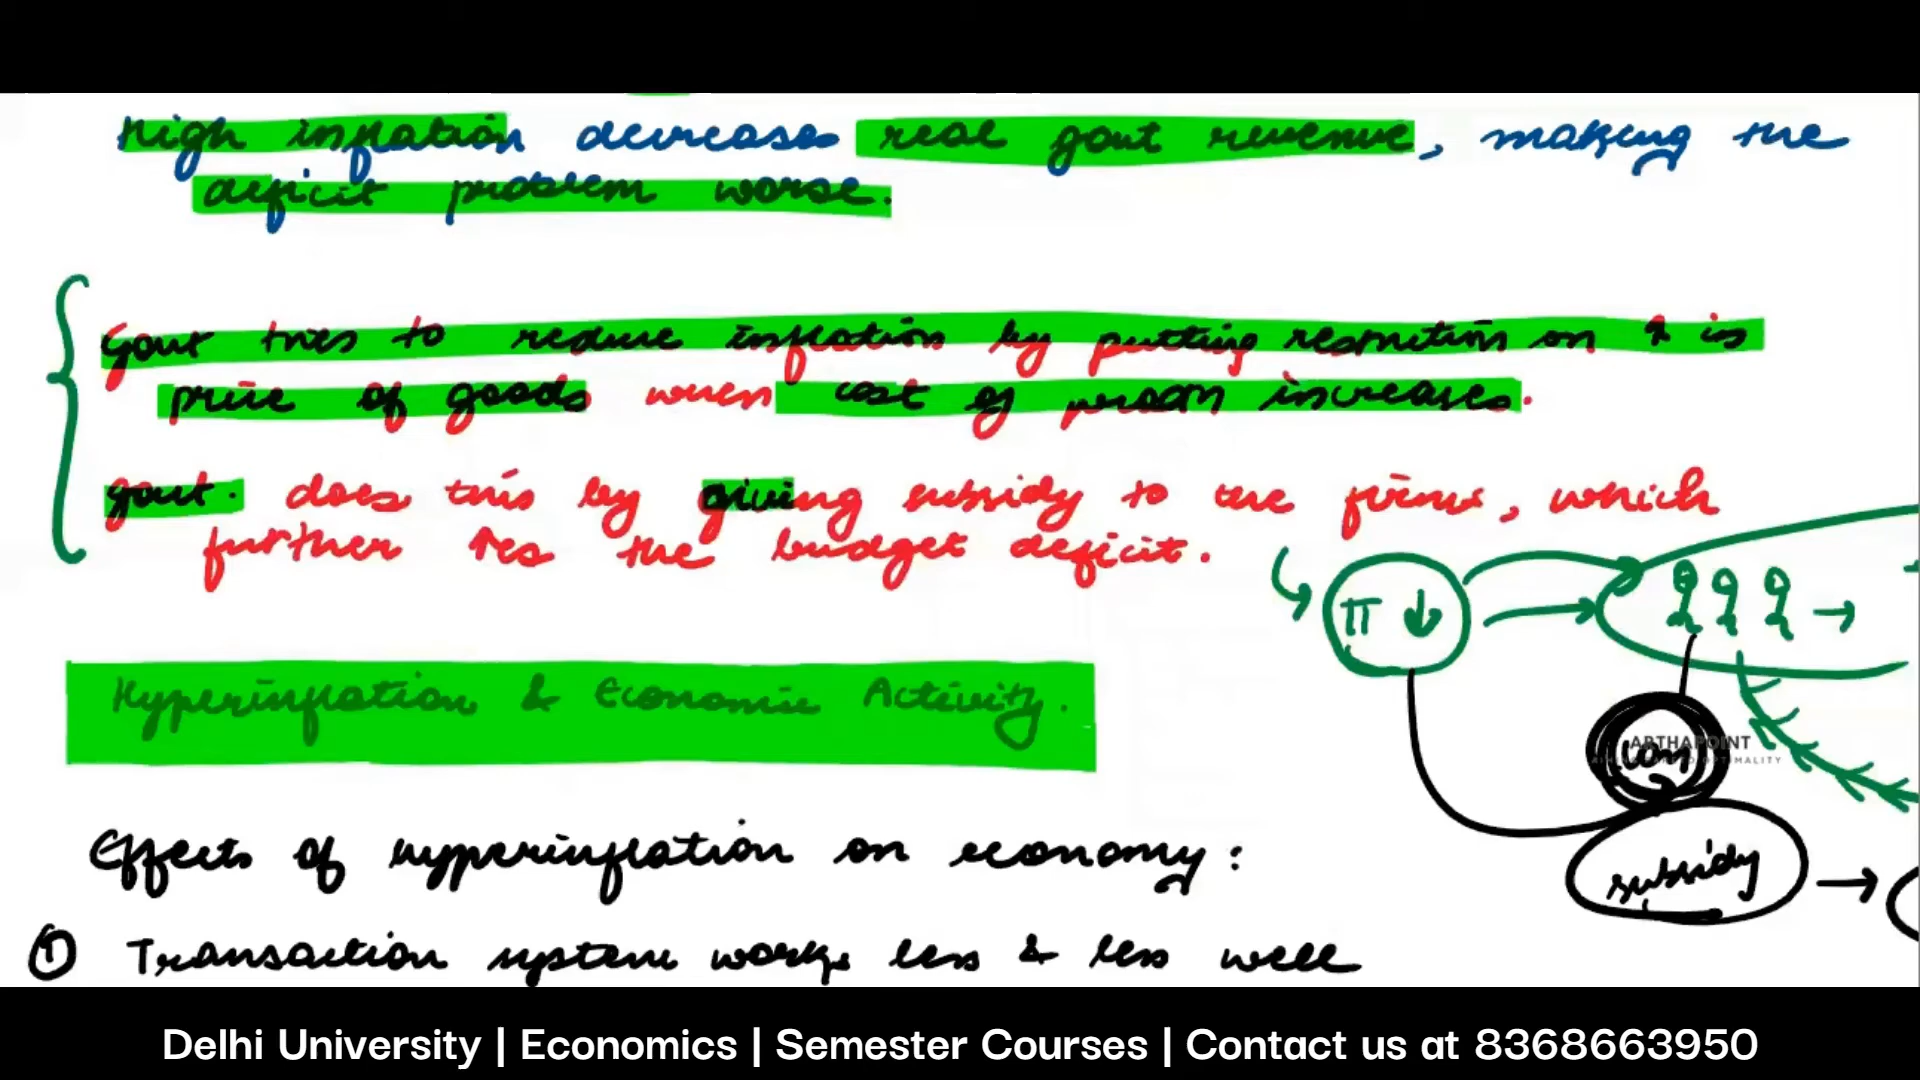 High inflation decreases real govt revenue, making the
deficit problem worse.
Govt tries to reduce inflation by putting restriction on ↑ in
price of goods when cost of prodn increases.
govt. does this by giving subsidy to the firms, which
further ↑es the budget deficit.
π ↓
ARTHAPOINT
subsidy →
Hyperinflation & Economic Activity.
Effects of hyperinflation on economy:
① Transaction system works less & less well
Delhi University | Economics | Semester Courses | Contact us at 8368663950